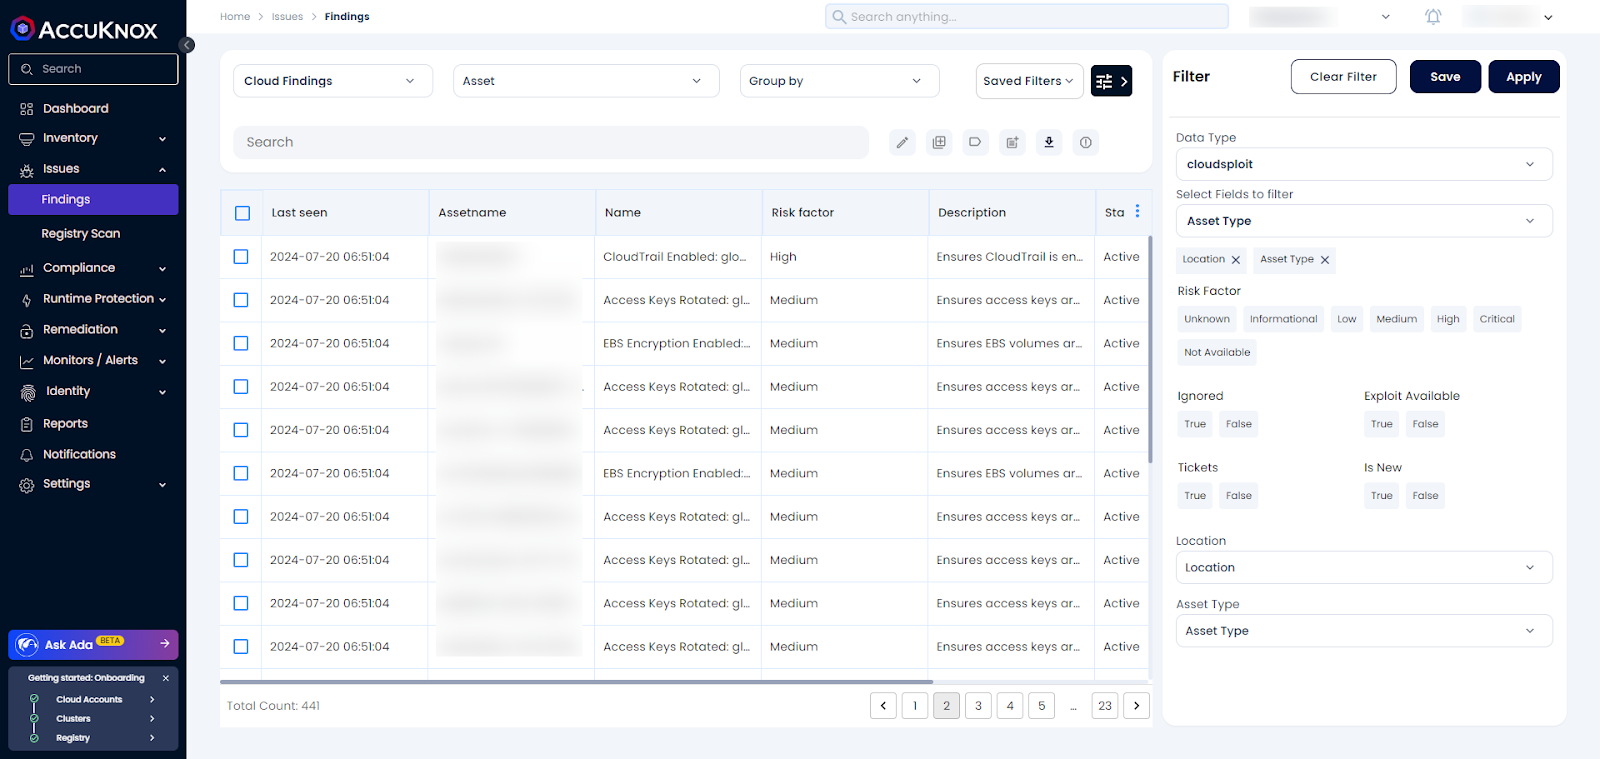 ACCUKNOX
Search
Dashboard
Inventory
Issues
Findings
Registry Scan
Compliance
Runtime Protection
Remediation
Monitors / Alerts
Identity
Reports
Notifications
Settings
Ask Ada BETA
Getting started: Onboarding
Cloud Accounts
Clusters
Registry
Home > Issues > Findings
Search anything...
Cloud Findings
Asset
Group by
Saved Filters
Search
Last seen Assetname Name Risk factor Description Sta
2024-07-20 06:51:04 CloudTrail Enabled: glo... High Ensures CloudTrail is en... Active
2024-07-20 06:51:04 Access Keys Rotated: gl... Medium Ensures access keys ar... Active
2024-07-20 06:51:04 EBS Encryption Enabled:... Medium Ensures EBS volumes ar... Active
2024-07-20 06:51:04 Access Keys Rotated: gl... Medium Ensures access keys ar... Active
2024-07-20 06:51:04 Access Keys Rotated: gl... Medium Ensures access keys ar... Active
2024-07-20 06:51:04 EBS Encryption Enabled:... Medium Ensures EBS volumes ar... Active
2024-07-20 06:51:04 Access Keys Rotated: gl... Medium Ensures access keys ar... Active
2024-07-20 06:51:04 Access Keys Rotated: gl... Medium Ensures access keys ar... Active
2024-07-20 06:51:04 Access Keys Rotated: gl... Medium Ensures access keys ar... Active
2024-07-20 06:51:04 Access Keys Rotated: gl... Medium Ensures access keys ar... Active
Total Count: 441
1 2 3 4 5 ... 23
Filter
Clear Filter
Save
Apply
Data Type
cloudsploit
Select Fields to filter
Asset Type
Location Asset Type
Risk Factor
Unknown Informational Low Medium High Critical
Not Available
Ignored Exploit Available
True False True False
Tickets Is New
True False True False
Location
Location
Asset Type
Asset Type